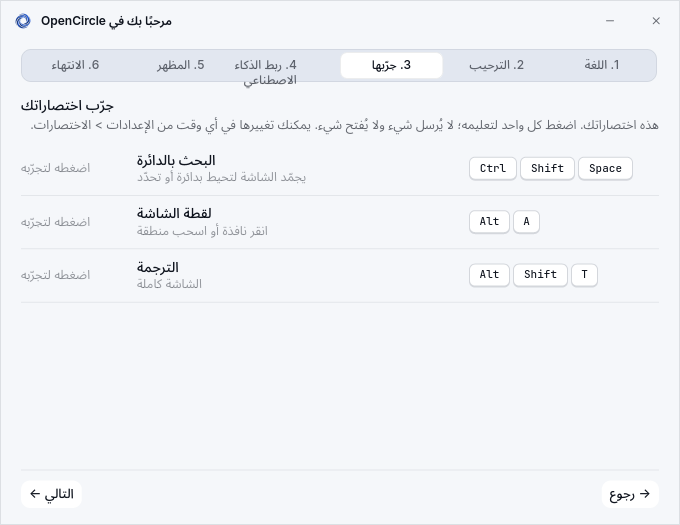 مرحبًا بك في OpenCircle
1. اللغة
2. الترحيب
3. جرّبها
4. ربط الذكاء
الاصطناعي
5. المظهر
6. الانتهاء
جرّب اختصاراتك
هذه اختصاراتك. اضغط كل واحد لتعليمه؛ لا يُرسل شيء ولا يُفتح شيء. يمكنك تغييرها في أي وقت من الإعدادات > الاختصارات.
Ctrl Shift Space
البحث بالدائرة
يجمّد الشاشة لتحيط بدائرة أو تحدّد
اضغطه لتجرّبه
Alt A
لقطة الشاشة
انقر نافذة أو اسحب منطقة
اضغطه لتجرّبه
Alt Shift T
الترجمة
الشاشة كاملة
اضغطه لتجرّبه
→ رجوع
التالي ←